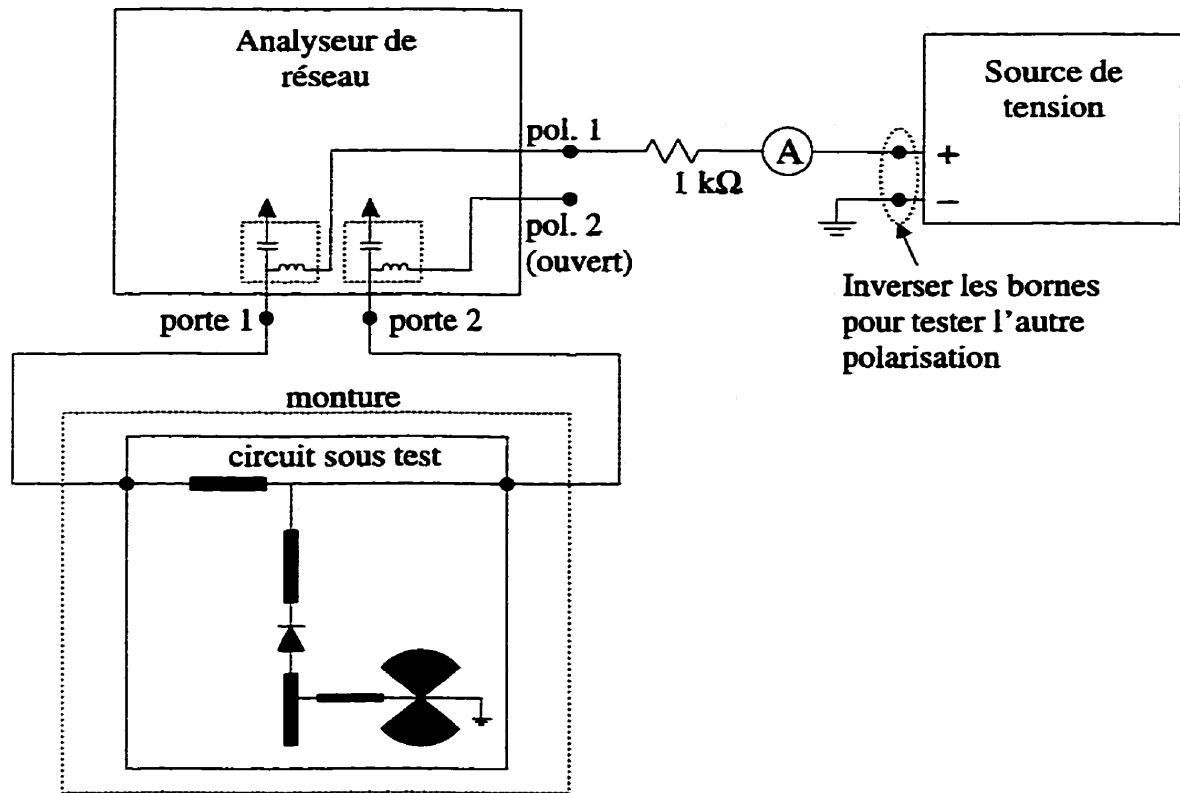 Analyseur de
réseau
Source de
tension
pol. 1
1 kΩ
A
+
−
pol. 2
(ouvert)
porte 1
porte 2
Inverser les bornes
pour tester l'autre
polarisation
monture
circuit sous test